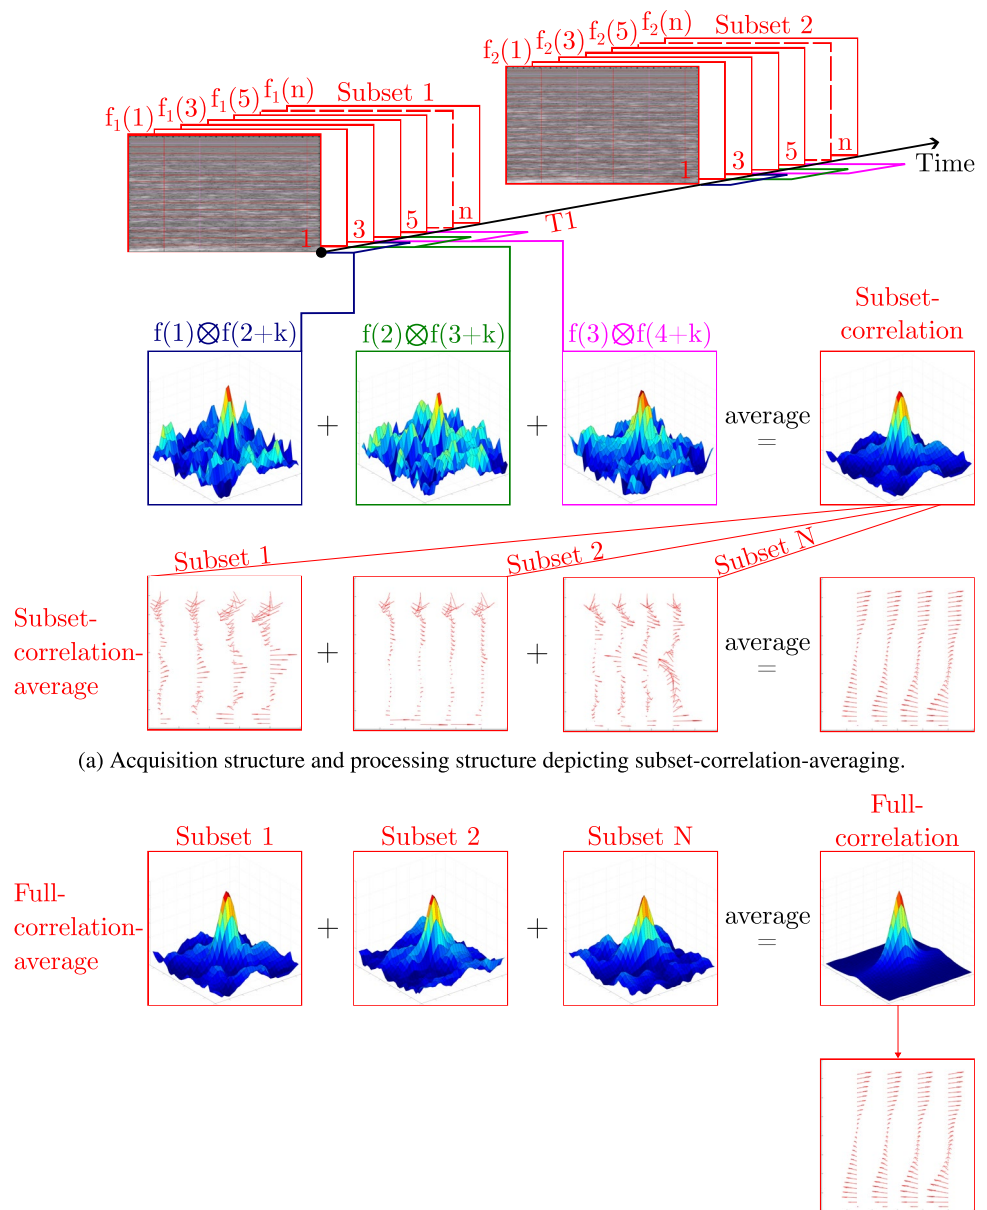 f₂(1) f₂(3) f₂(5) f₂(n) Subset 2
f₁(1) f₁(3) f₁(5) f₁(n) Subset 1
1 3 5 n
Time
1 3 5 n
T1
Subset-
correlation
f(1)⊗f(2+k) f(2)⊗f(3+k) f(3)⊗f(4+k)
+ + average
=
Subset 1 Subset 2 Subset N
Subset-
correlation-
average
+ + average
=
(a) Acquisition structure and processing structure depicting subset-correlation-averaging.
Full-
correlation
Subset 1 Subset 2 Subset N
Full-
correlation-
average
+ + average
=